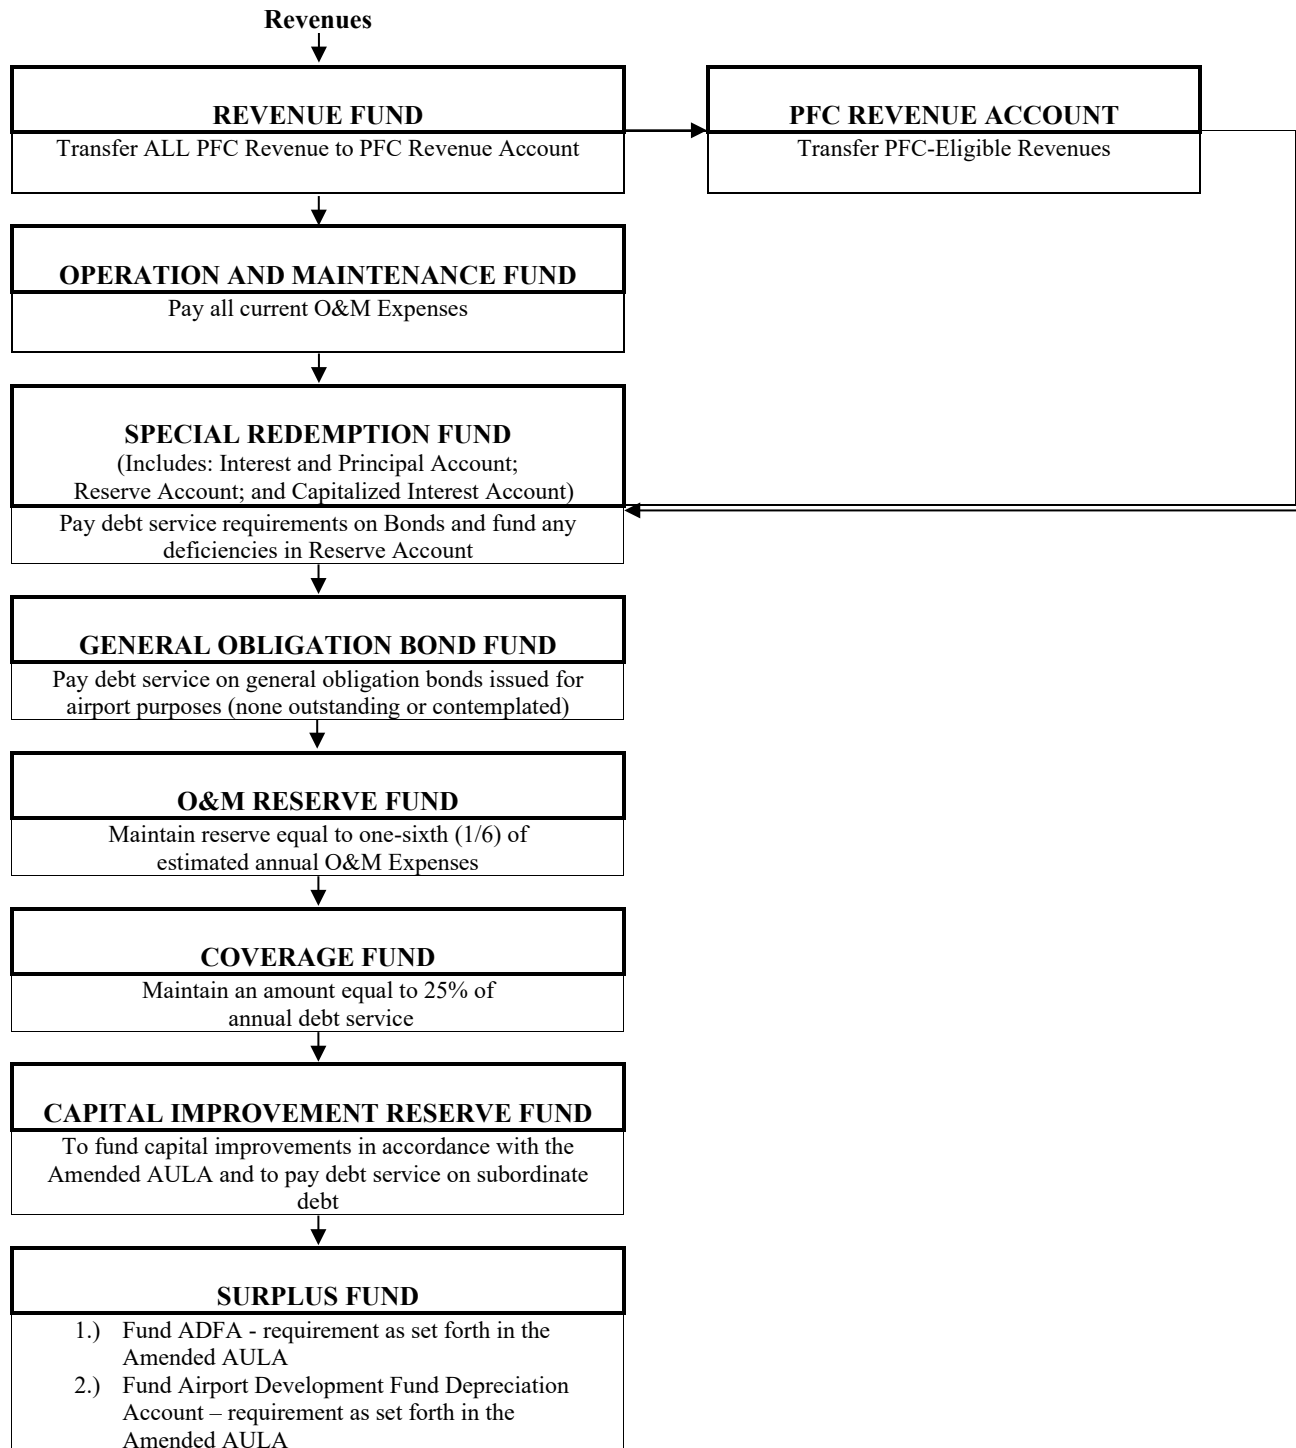 Revenues
REVENUE FUND
Transfer ALL PFC Revenue to PFC Revenue Account
PFC REVENUE ACCOUNT
Transfer PFC-Eligible Revenues
OPERATION AND MAINTENANCE FUND
Pay all current O&M Expenses
SPECIAL REDEMPTION FUND
(Includes: Interest and Principal Account;
Reserve Account; and Capitalized Interest Account)
Pay debt service requirements on Bonds and fund any
deficiencies in Reserve Account
GENERAL OBLIGATION BOND FUND
Pay debt service on general obligation bonds issued for
airport purposes (none outstanding or contemplated)
O&M RESERVE FUND
Maintain reserve equal to one-sixth (1/6) of
estimated annual O&M Expenses
COVERAGE FUND
Maintain an amount equal to 25% of
annual debt service
CAPITAL IMPROVEMENT RESERVE FUND
To fund capital improvements in accordance with the
Amended AULA and to pay debt service on subordinate
debt
SURPLUS FUND
1.) Fund ADFA - requirement as set forth in the
Amended AULA
2.) Fund Airport Development Fund Depreciation
Account – requirement as set forth in the
Amended AULA